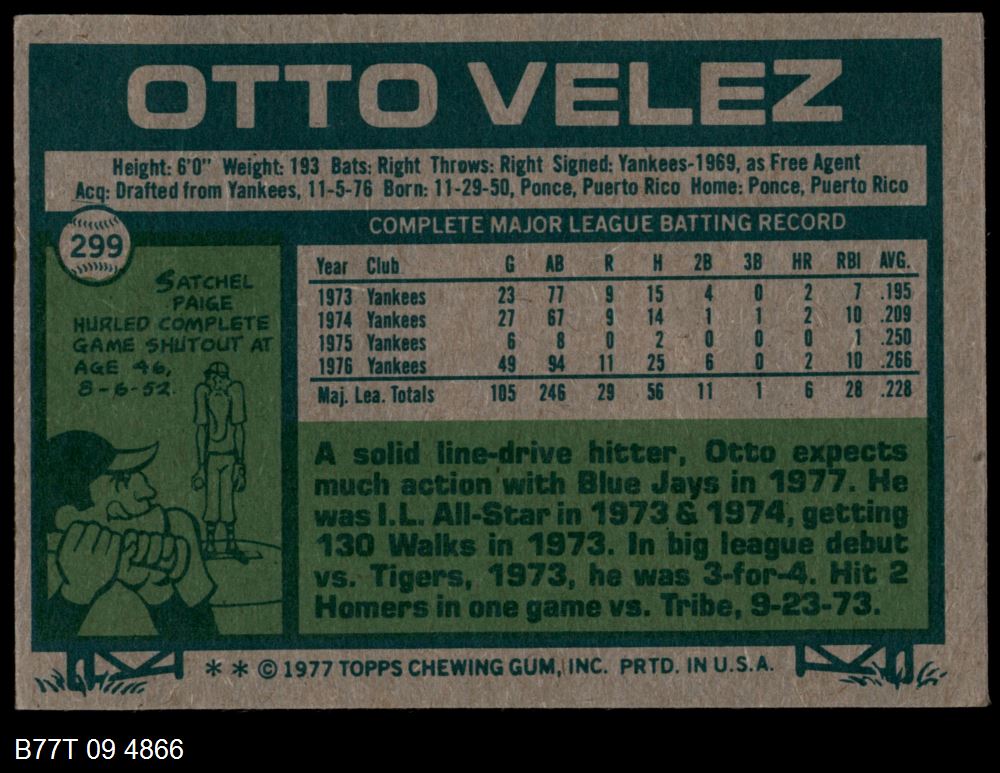 OTTO VELEZ
Height: 6'0" Weight: 193 Bats: Right Throws: Right Signed: Yankees-1969, as Free Agent
Acq: Drafted from Yankees, 11-5-76 Born: 11-29-50, Ponce, Puerto Rico Home: Ponce, Puerto Rico
299
SATCHEL
PAIGE
HURLED COMPLETE
GAME SHUTOUT AT
AGE 46,
8-6-52.
COMPLETE MAJOR LEAGUE BATTING RECORD
Year Club G AB R H 2B 3B HR RBI AVG.
1973 Yankees 23 77 9 15 4 0 2 7 .195
1974 Yankees 27 67 9 14 1 1 2 10 .209
1975 Yankees 6 8 0 2 0 0 0 1 .250
1976 Yankees 49 94 11 25 6 0 2 10 .266
Maj. Lea. Totals 105 246 29 56 11 1 6 28 .228
A solid line-drive hitter, Otto expects
much action with Blue Jays in 1977. He
was I.L. All-Star in 1973 & 1974, getting
130 Walks in 1973. In big league debut
vs. Tigers, 1973, he was 3-for-4. Hit 2
Homers in one game vs. Tribe, 9-23-73.
** © 1977 TOPPS CHEWING GUM, INC. PRTD. IN U.S.A.
B77T 09 4866